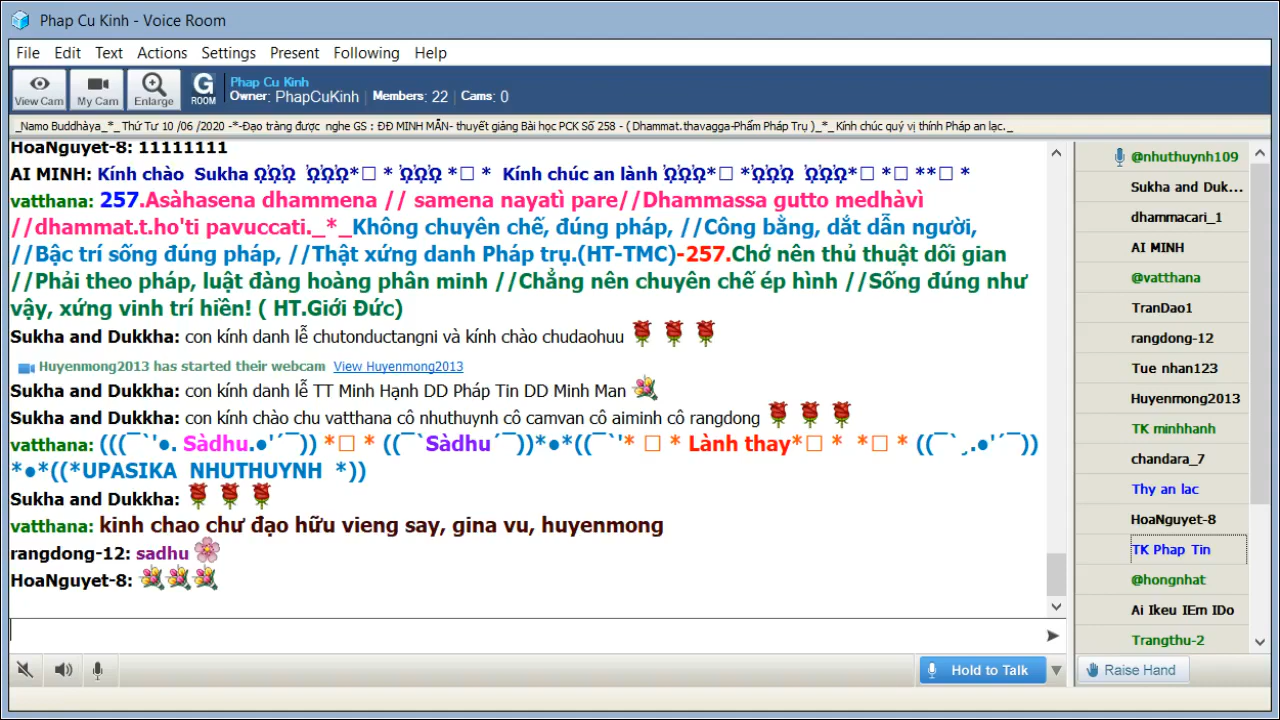 Phap Cu Kinh - Voice Room
File Edit Text Actions Settings Present Following Help
View Cam My Cam Enlarge G ROOM
Phap Cu Kinh
Owner: PhapCuKinh Members: 22 Cams: 0
_Namo Buddhàya_*_ Thứ Tư 10 /06 /2020 -*-Đạo tràng được nghe GS : ĐĐ MINH MẪN- thuyết giảng Bài học PCK Số 258 - ( Dhammat.thavagga-Phẩm Pháp Trụ )_*_ Kính chúc quý vị thính Pháp an lạc._
HoaNguyet-8: 11111111
AI MINH: Kính chào Sukha *□ * *□ * Kính chúc an lành *□ * *□ *□ **□ *
vatthana: 257.Asàhasena dhammena // samena nayatì pare//Dhammassa gutto medhàvì
//dhammat.t.ho'ti pavuccati._*_Không chuyên chế, đúng pháp, //Công bằng, dắt dẫn người,
//Bậc trí sống đúng pháp, //Thật xứng danh Pháp trụ.(HT-TMC)-257.Chớ nên thủ thuật dối gian
//Phải theo pháp, luật đàng hoàng phân minh //Chẳng nên chuyên chế ép hình //Sống đúng như
vậy, xứng vinh trí hiền! ( HT.Giới Đức)
Sukha and Dukkha: con kính danh lễ chutonductangni và kính chào chudaohuu
Huyenmong2013 has started their webcam View Huyenmong2013
Sukha and Dukkha: con kính danh lễ TT Minh Hạnh DD Pháp Tin DD Minh Man
Sukha and Dukkha: con kính chào chu vatthana cô nhuthuynh cô camvan cô aiminh cô rangdong
vatthana: (((¯`'●. Sàdhu.●'´¯)) *□ * ((¯`Sàdhu´¯))*●*((¯`'* □ * Lành thay*□ * *□ * ((¯`¸.●'´¯))
*●*((*UPASIKA NHUTHUYNH *))
Sukha and Dukkha:
vatthana: kinh chao chư đạo hữu vieng say, gina vu, huyenmong
rangdong-12: sadhu
HoaNguyet-8:
Hold to Talk
@nhuthuynh109
Sukha and Duk...
dhammacari_1
AI MINH
@vatthana
TranDao1
rangdong-12
Tue nhan123
Huyenmong2013
TK minhhanh
chandara_7
Thy an lac
HoaNguyet-8
TK Phap Tin
@hongnhat
Ai Ikeu IEm IDo
Trangthu-2
Raise Hand